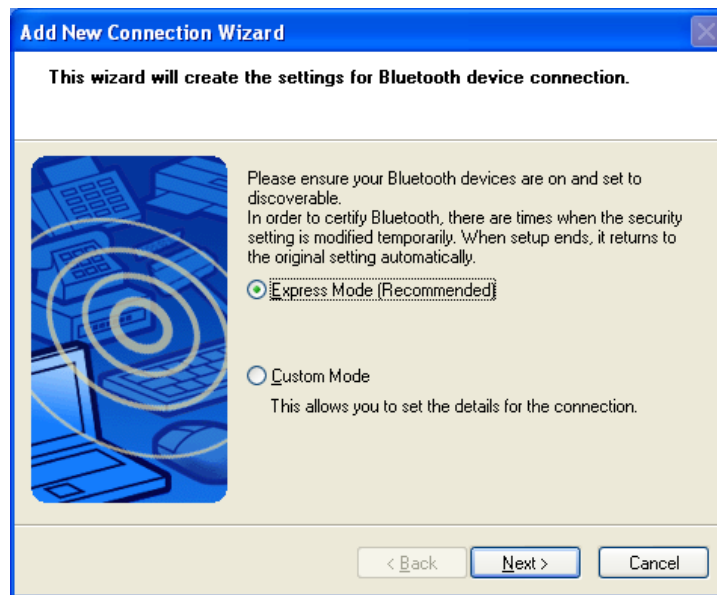 Add New Connection Wizard
This wizard will create the settings for Bluetooth device connection.
Please ensure your Bluetooth devices are on and set to
discoverable.
In order to certify Bluetooth, there are times when the security
setting is modified temporarily. When setup ends, it returns to
the original setting automatically.
Express Mode (Recommended)
Custom Mode
This allows you to set the details for the connection.
< Back
Next >
Cancel